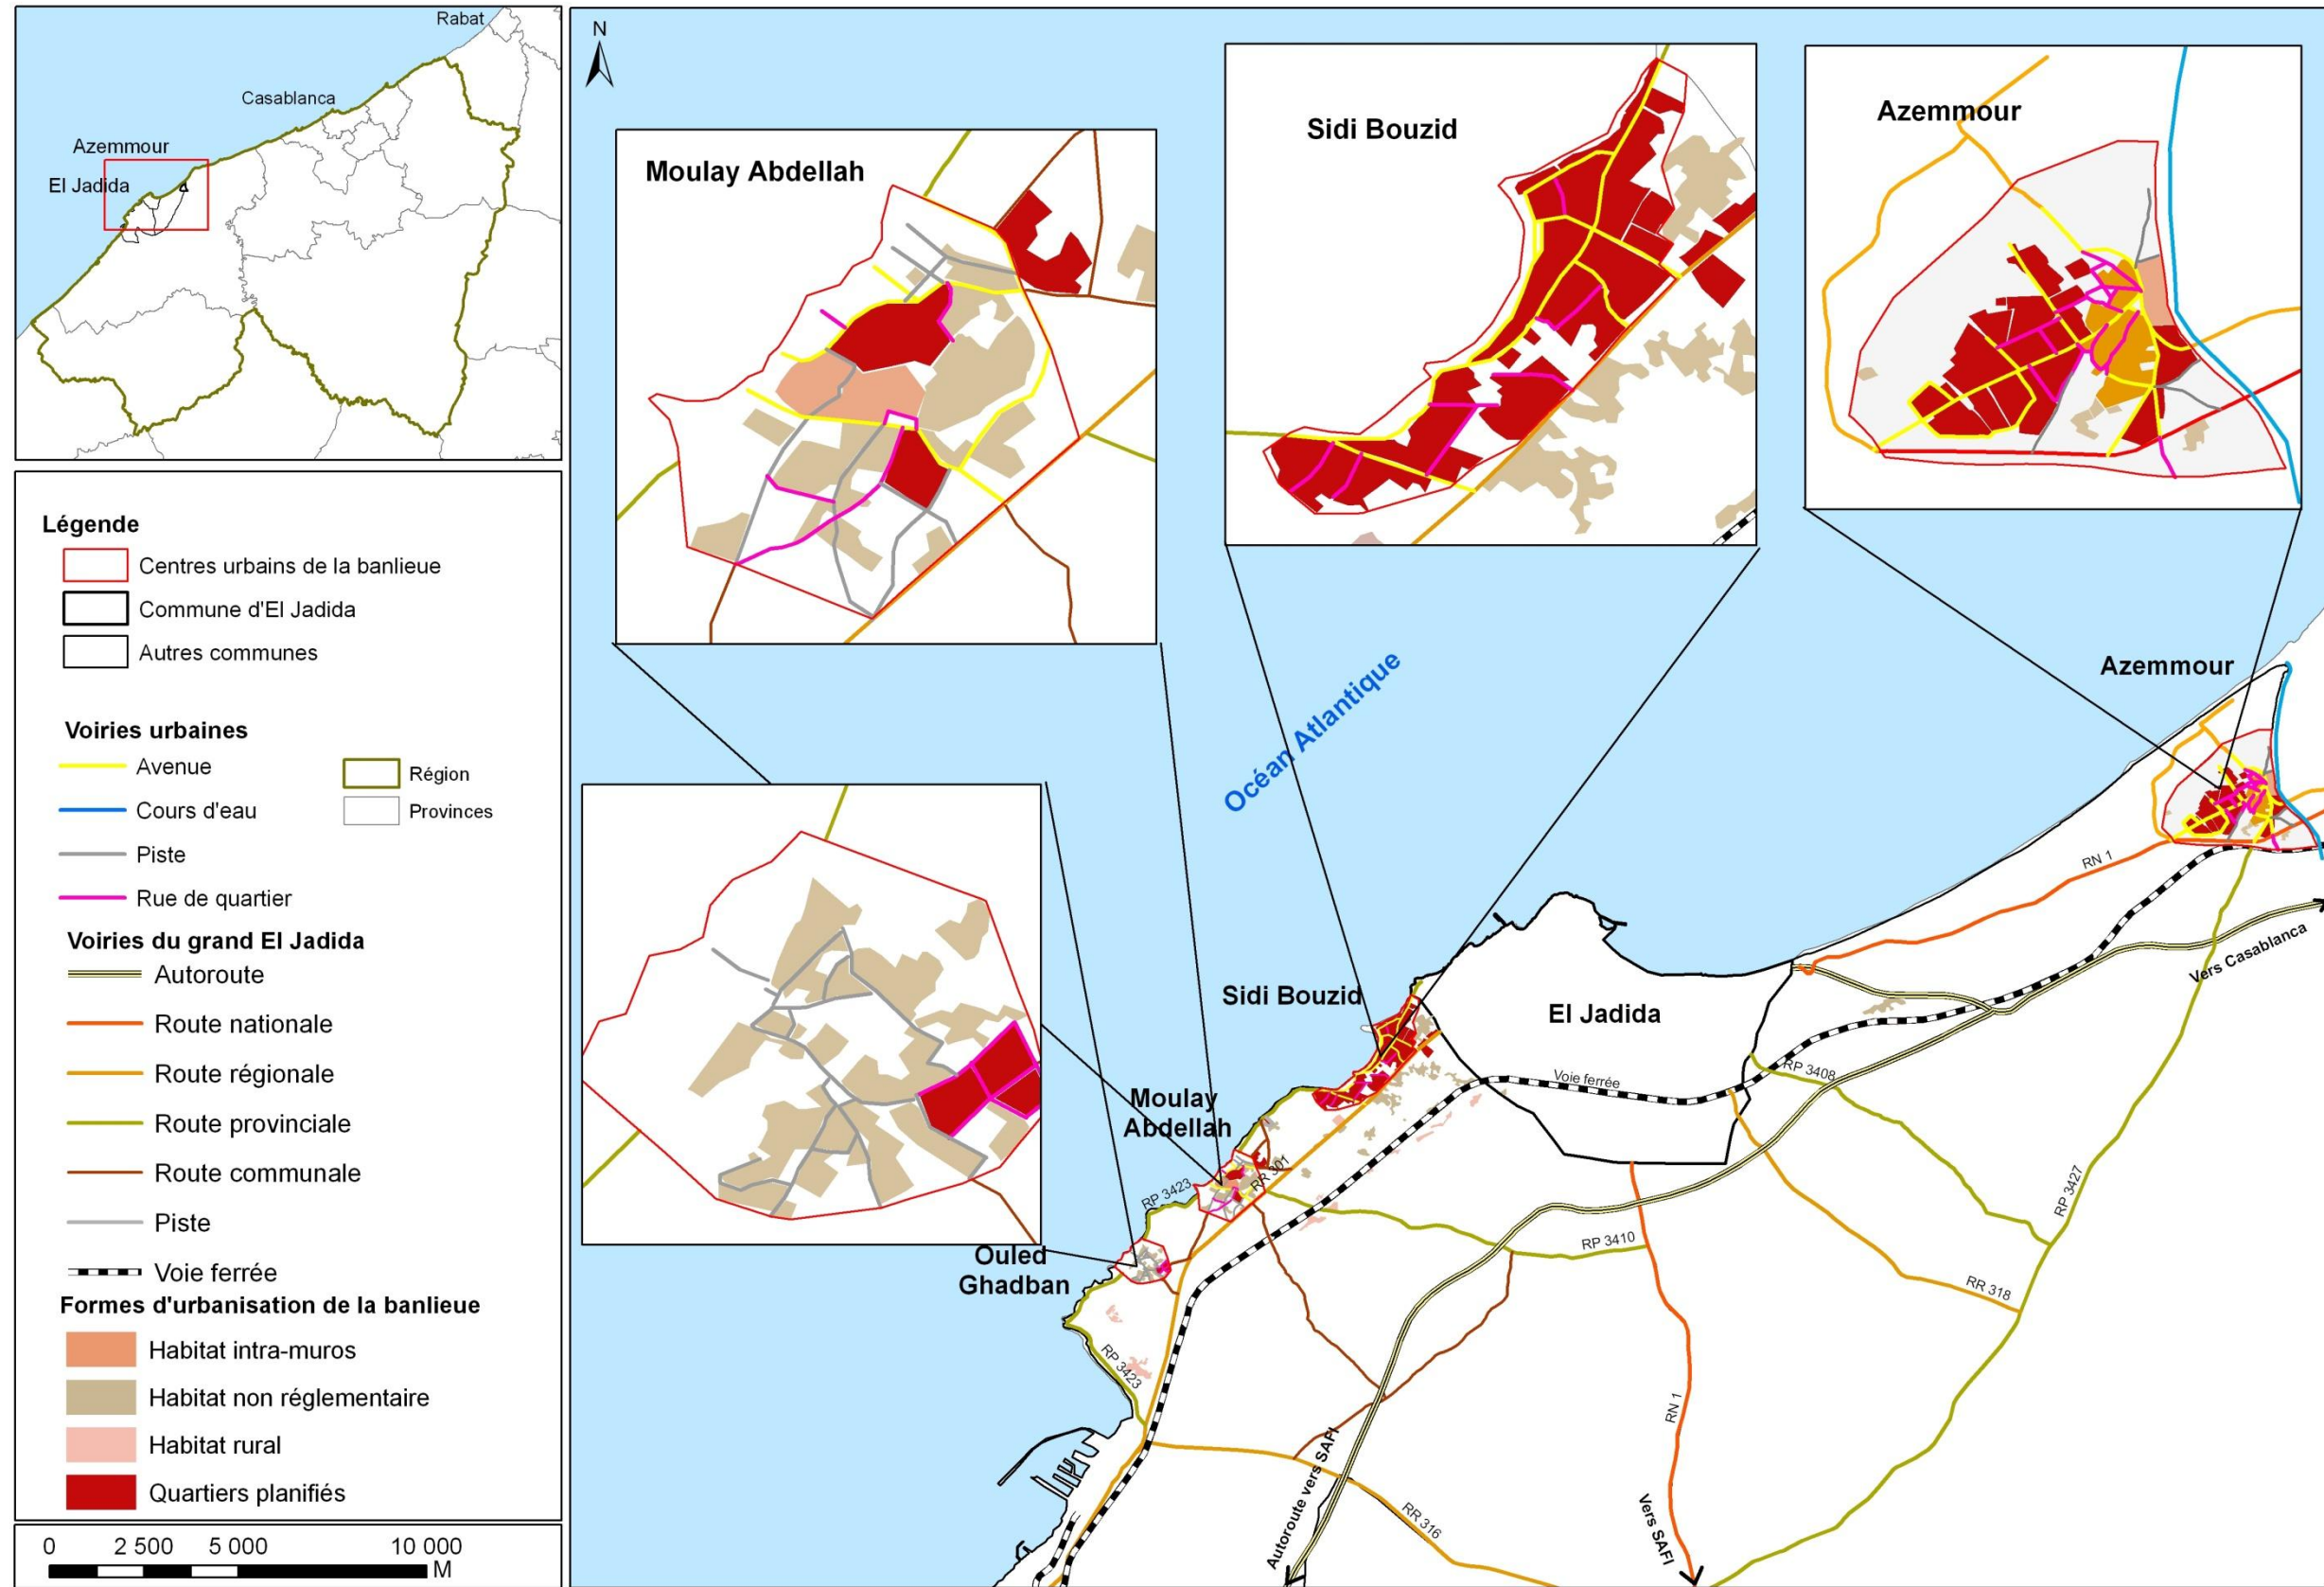 Rabat
Casablanca
Azemmour
El Jadida
Légende
Centres urbains de la banlieue
Commune d'El Jadida
Autres communes
Voiries urbaines
Avenue
Région
Cours d'eau
Provinces
Piste
Rue de quartier
Voiries du grand El Jadida
Autoroute
Route nationale
Route régionale
Route provinciale
Route communale
Piste
Voie ferrée
Formes d'urbanisation de la banlieue
Habitat intra-muros
Habitat non réglementaire
Habitat rural
Quartiers planifiés
0 2 500 5 000 10 000
M
N
Moulay Abdellah
Sidi Bouzid
Azemmour
Océan Atlantique
Azemmour
RN 1
Vers Casablanca
Sidi Bouzid
El Jadida
Voie ferrée
RP 3408
Moulay
Abdellah
RR 301
RP 3423
RP 3427
RP 3410
Ouled
Ghadban
RR 318
RP 3423
RN 1
Autoroute vers SAFI
RR 316
Vers SAFI